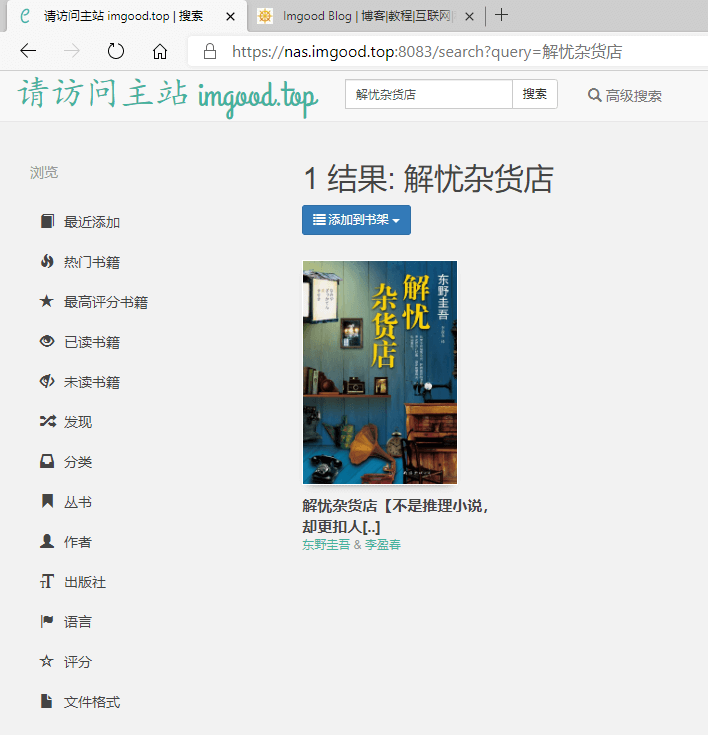 请访问主站 imgood.top | 搜索
Imgood Blog | 博客|教程|互联网|
https://nas.imgood.top:8083/search?query=解忧杂货店
请访问主站 imgood.top
解忧杂货店
搜索
高级搜索
浏览
最近添加
热门书籍
最高评分书籍
已读书籍
未读书籍
发现
分类
丛书
作者
出版社
语言
评分
文件格式
1 结果: 解忧杂货店
添加到书架
解忧
杂货店
东野圭吾
解忧杂货店【不是推理小说，
却更扣人[..]
东野圭吾 & 李盈春